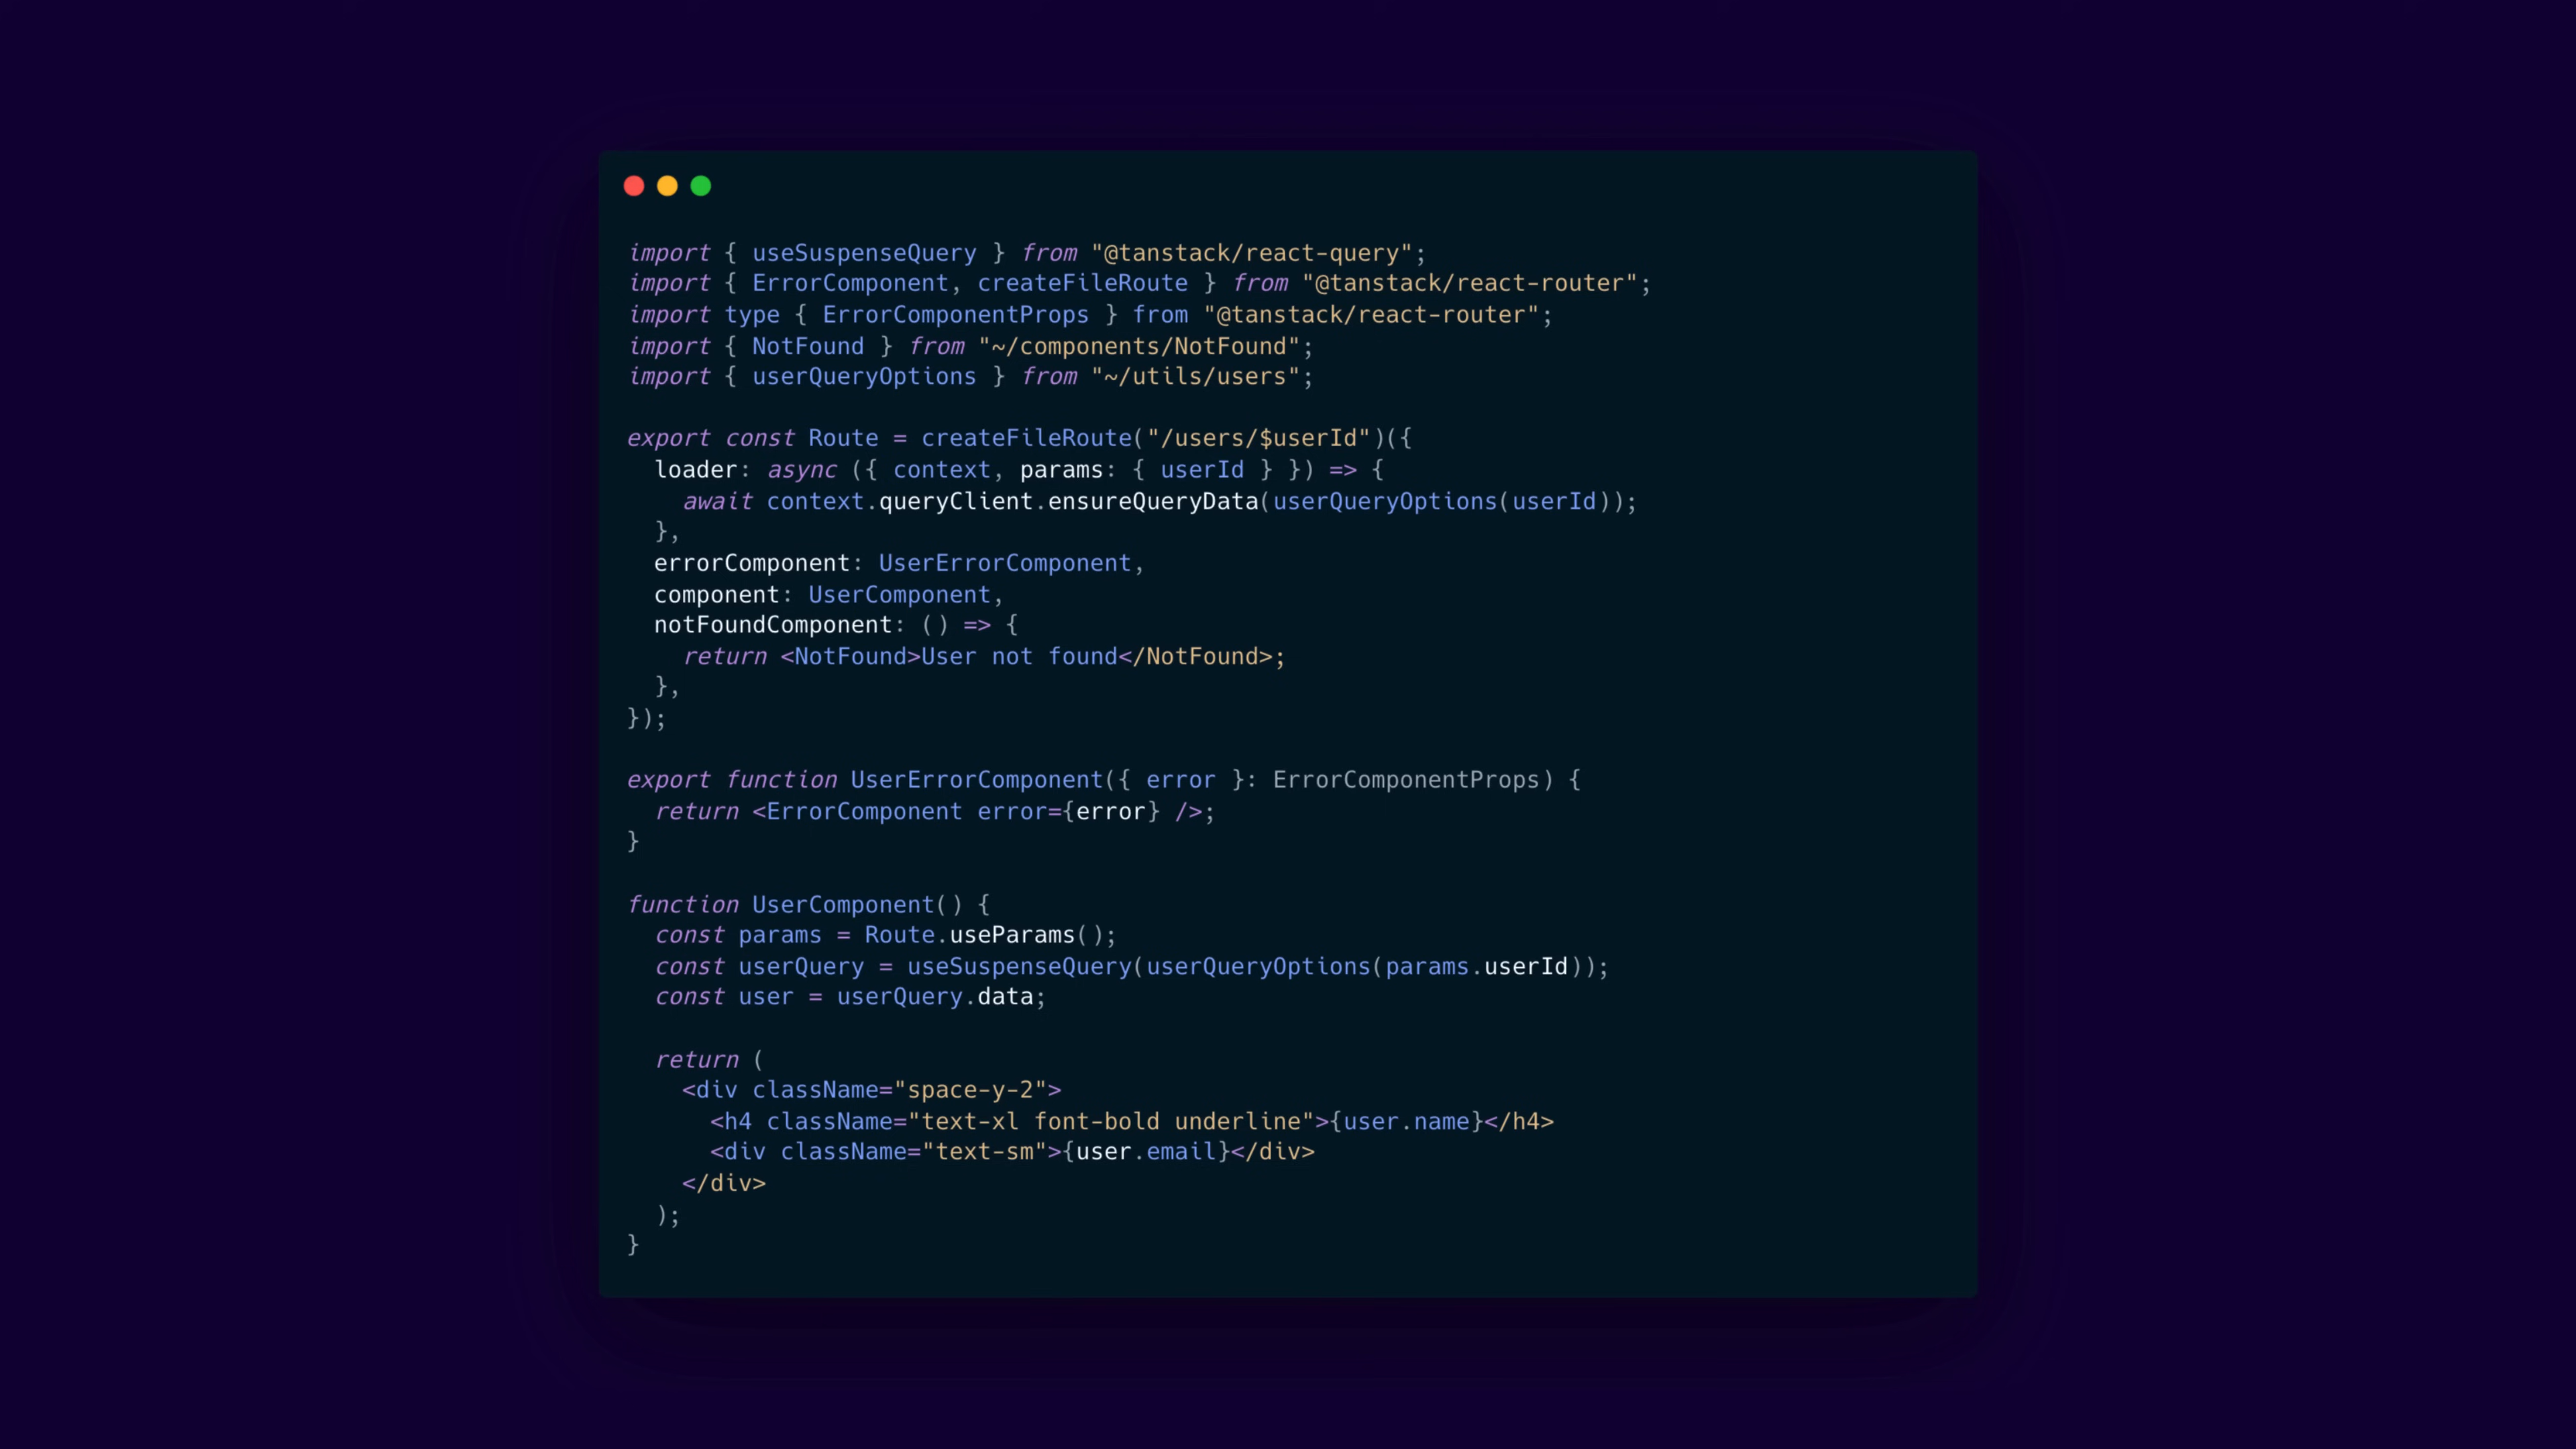 import { useSuspenseQuery } from "@tanstack/react-query";
import { ErrorComponent, createFileRoute } from "@tanstack/react-router";
import type { ErrorComponentProps } from "@tanstack/react-router";
import { NotFound } from "~/components/NotFound";
import { userQueryOptions } from "~/utils/users";

export const Route = createFileRoute("/users/$userId")({
  loader: async ({ context, params: { userId } }) => {
    await context.queryClient.ensureQueryData(userQueryOptions(userId));
  },
  errorComponent: UserErrorComponent,
  component: UserComponent,
  notFoundComponent: () => {
    return <NotFound>User not found</NotFound>;
  },
});

export function UserErrorComponent({ error }: ErrorComponentProps) {
  return <ErrorComponent error={error} />;
}

function UserComponent() {
  const params = Route.useParams();
  const userQuery = useSuspenseQuery(userQueryOptions(params.userId));
  const user = userQuery.data;

  return (
    <div className="space-y-2">
      <h4 className="text-xl font-bold underline">{user.name}</h4>
      <div className="text-sm">{user.email}</div>
    </div>
  );
}